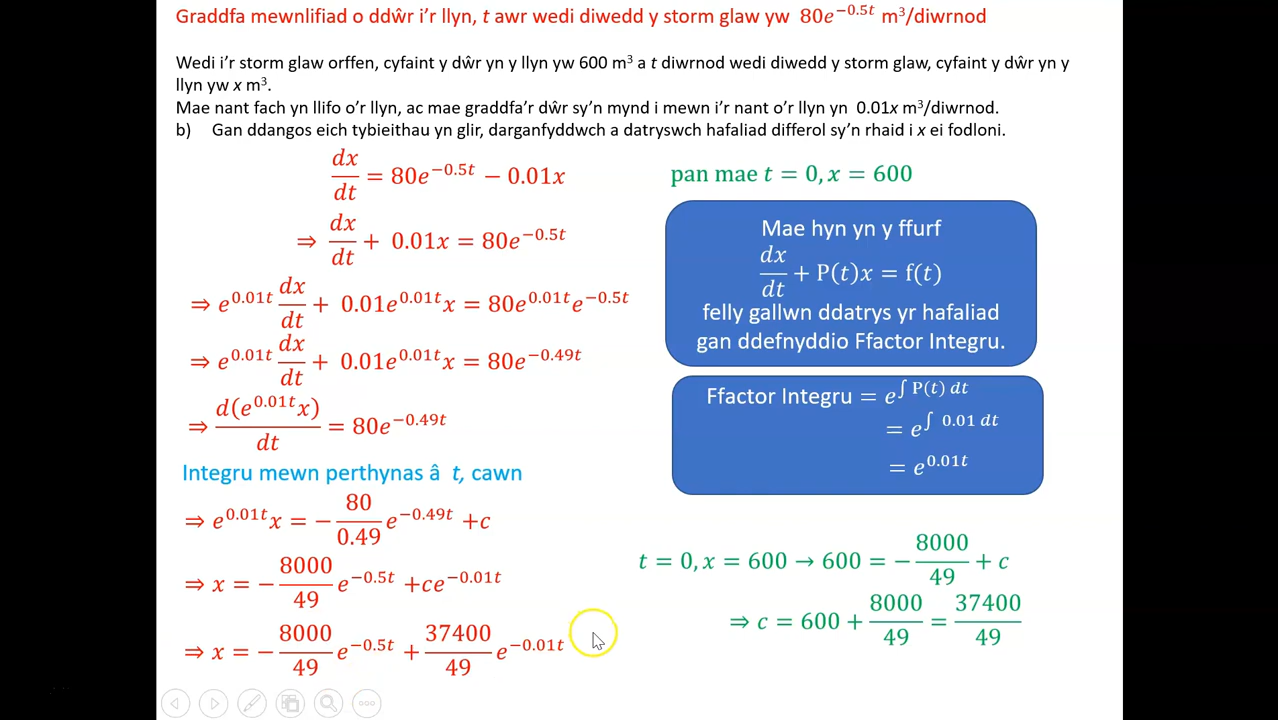 Graddfa mewnlifiad o ddŵr i'r llyn, t awr wedi diwedd y storm glaw yw 80e^{-0.5t} m³/diwrnod
Wedi i'r storm glaw orffen, cyfaint y dŵr yn y llyn yw 600 m³ a t diwrnod wedi diwedd y storm glaw, cyfaint y dŵr yn y
llyn yw x m³.
Mae nant fach yn llifo o'r llyn, ac mae graddfa'r dŵr sy'n mynd i mewn i'r nant o'r llyn yn 0.01x m³/diwrnod.
b) Gan ddangos eich tybieithau yn glir, darganfyddwch a datryswch hafaliad differol sy'n rhaid i x ei fodloni.
dx/dt = 80e^{-0.5t} − 0.01x
⇒ dx/dt + 0.01x = 80e^{-0.5t}
⇒ e^{0.01t} dx/dt + 0.01e^{0.01t}x = 80e^{0.01t}e^{-0.5t}
⇒ e^{0.01t} dx/dt + 0.01e^{0.01t}x = 80e^{-0.49t}
⇒ d(e^{0.01t}x)/dt = 80e^{-0.49t}
Integru mewn perthynas â t, cawn
⇒ e^{0.01t}x = −80/0.49 e^{-0.49t} +c
⇒ x = −8000/49 e^{-0.5t} +ce^{-0.01t}
⇒ x = −8000/49 e^{-0.5t} + 37400/49 e^{-0.01t}
pan mae t = 0, x = 600
Mae hyn yn y ffurf
dx/dt + P(t)x = f(t)
felly gallwn ddatrys yr hafaliad
gan ddefnyddio Ffactor Integru.
Ffactor Integru = e^{∫ P(t) dt}
= e^{∫ 0.01 dt}
= e^{0.01t}
t = 0, x = 600 → 600 = −8000/49 + c
⇒ c = 600 + 8000/49 = 37400/49